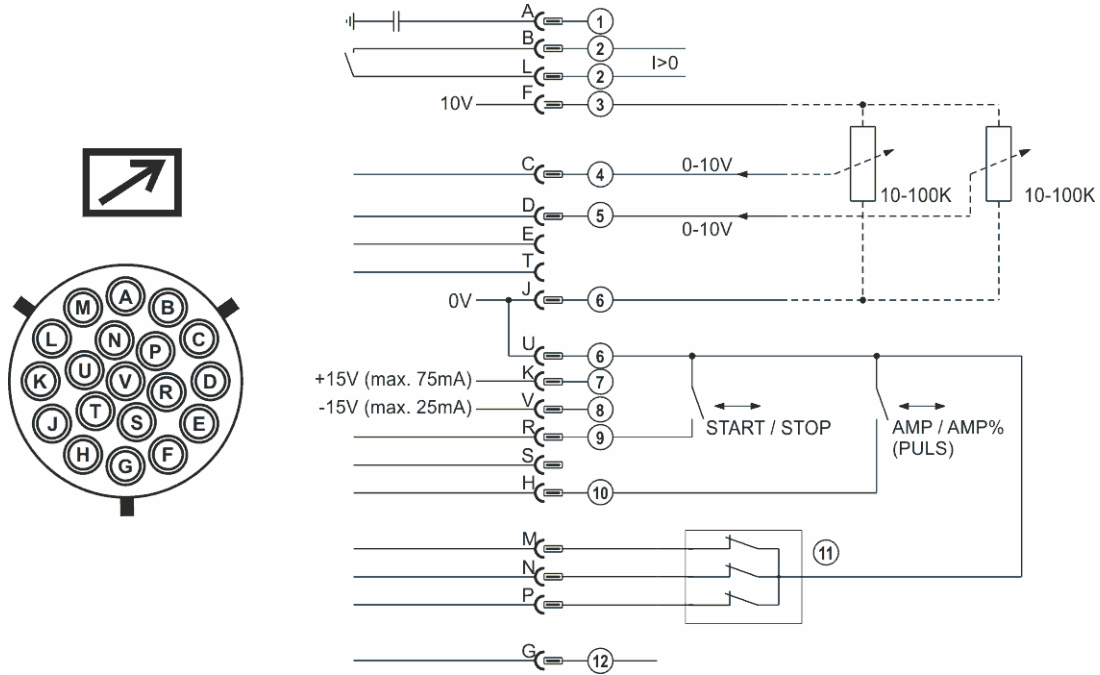 A 1
B 2
L 2 I>0
10V F 3
C 4 0-10V
10-100K 10-100K
D 5
0-10V
E
T
0V J 6
U 6
+15V (max. 75mA) K 7
-15V (max. 25mA) V 8
R 9 START / STOP AMP / AMP%
(PULS)
S
H 10
M 11
N
P
G 12
A
M B
L N P C
K U V R D
J T S E
H G F